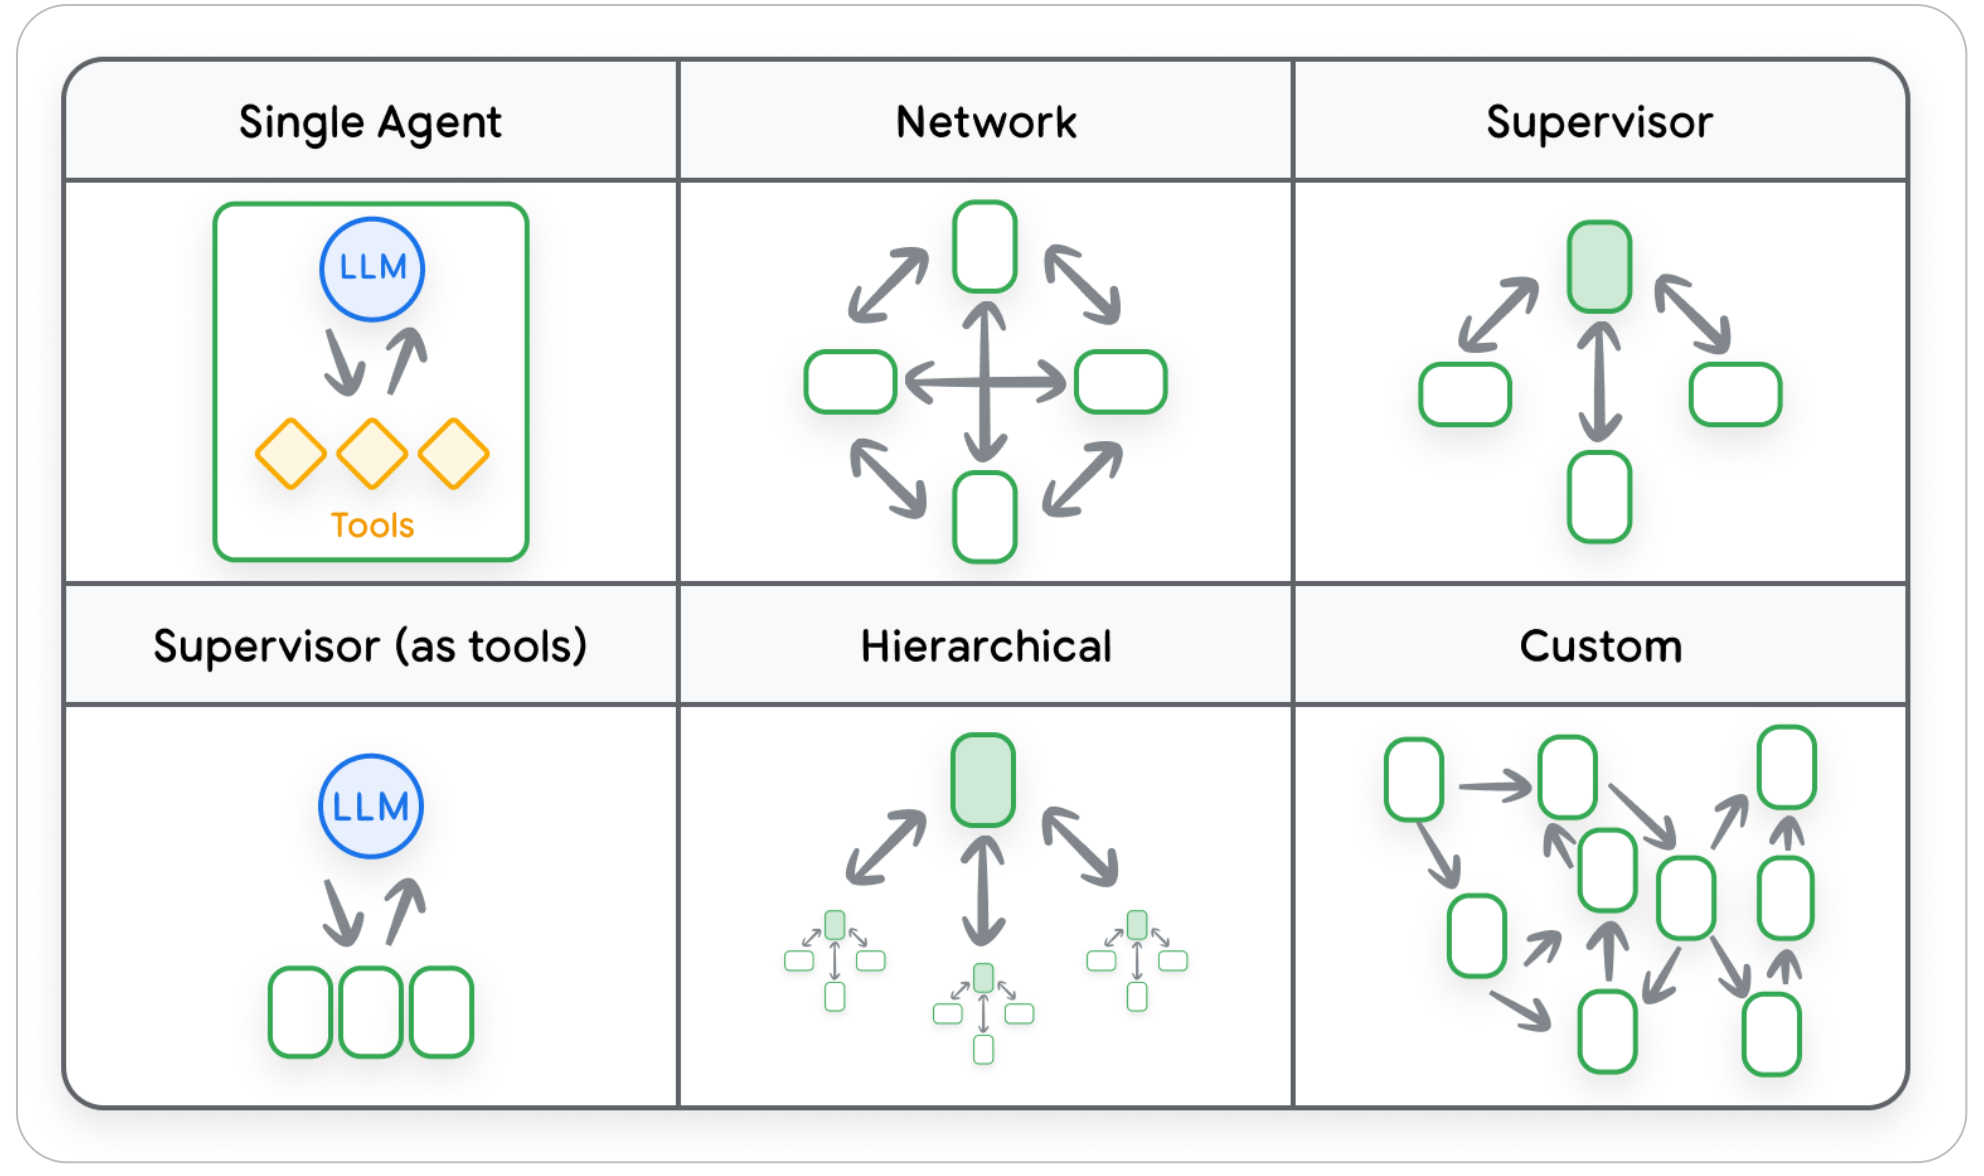 Single Agent
Network
Supervisor
LLM
Tools
Supervisor (as tools)
Hierarchical
Custom
LLM